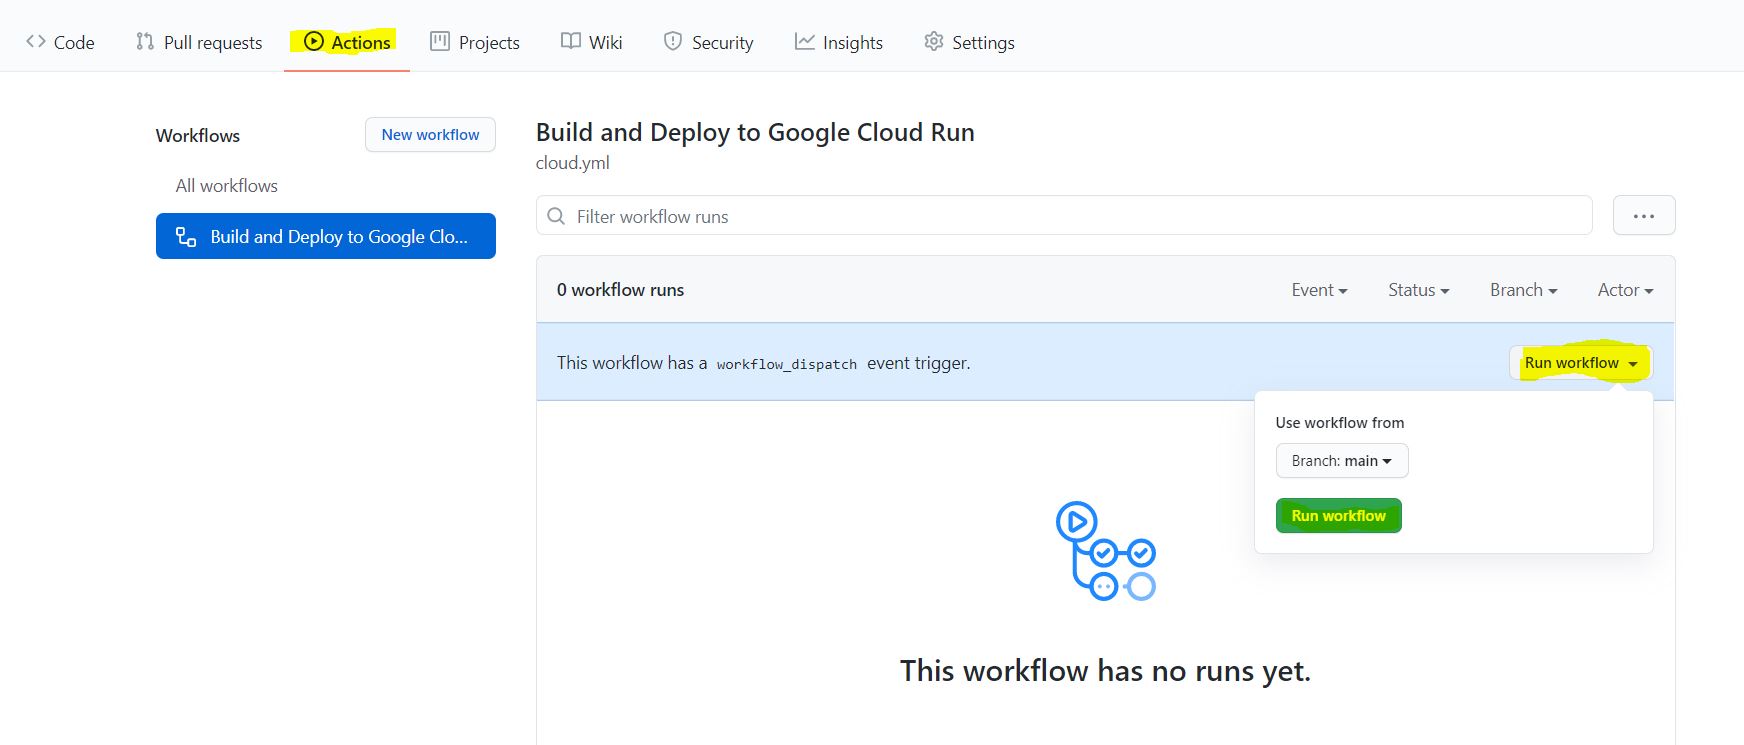 Code Pull requests Actions Projects Wiki Security Insights Settings
Workflows
New workflow
All workflows
Build and Deploy to Google Clo...
Build and Deploy to Google Cloud Run
cloud.yml
Filter workflow runs
...
0 workflow runs
Event Status Branch Actor
This workflow has a workflow_dispatch event trigger.
Run workflow
Use workflow from
Branch: main
Run workflow
This workflow has no runs yet.